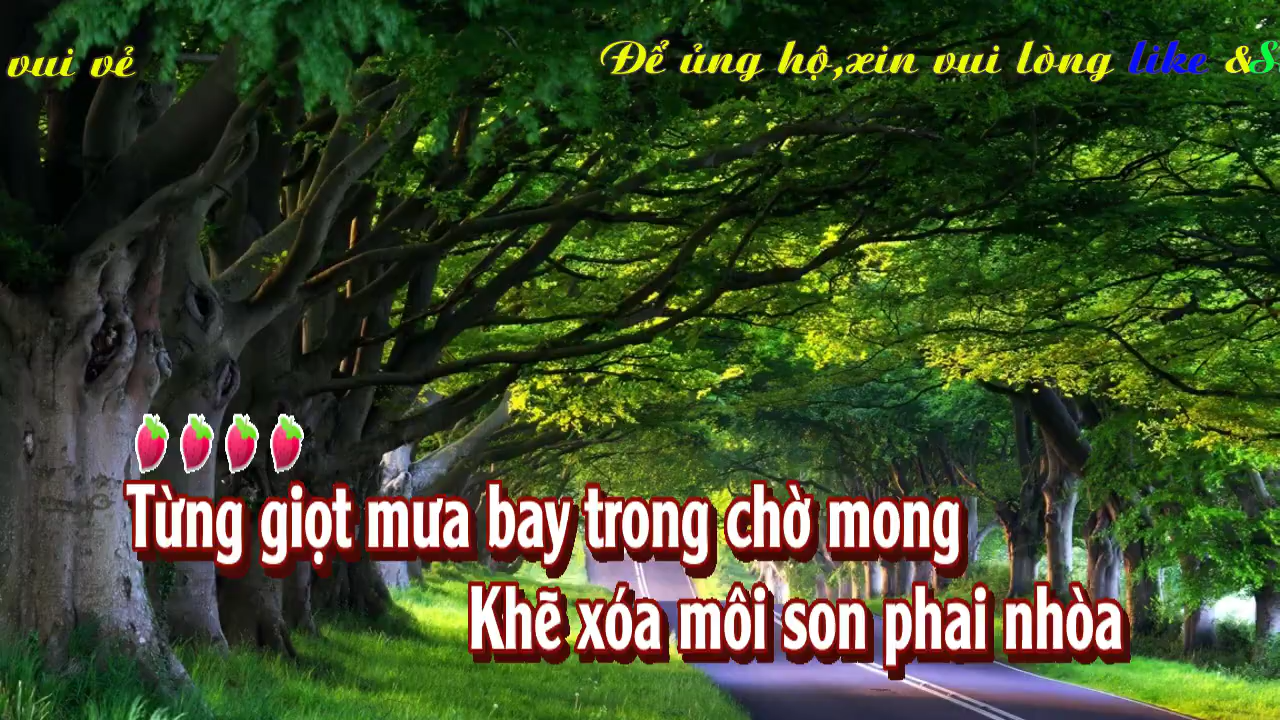 vui vẻ Để ủng hộ,xin vui lòng like &
Từng giọt mưa bay trong chờ mong
Khẽ xóa môi son phai nhòa